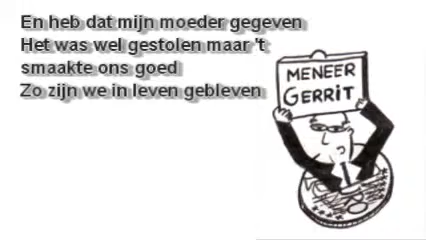 En heb dat mijn moeder gegeven
Het was wel gestolen maar 't
smaakte ons goed
Zo zijn we in leven gebleven
MENEER
GERRIT